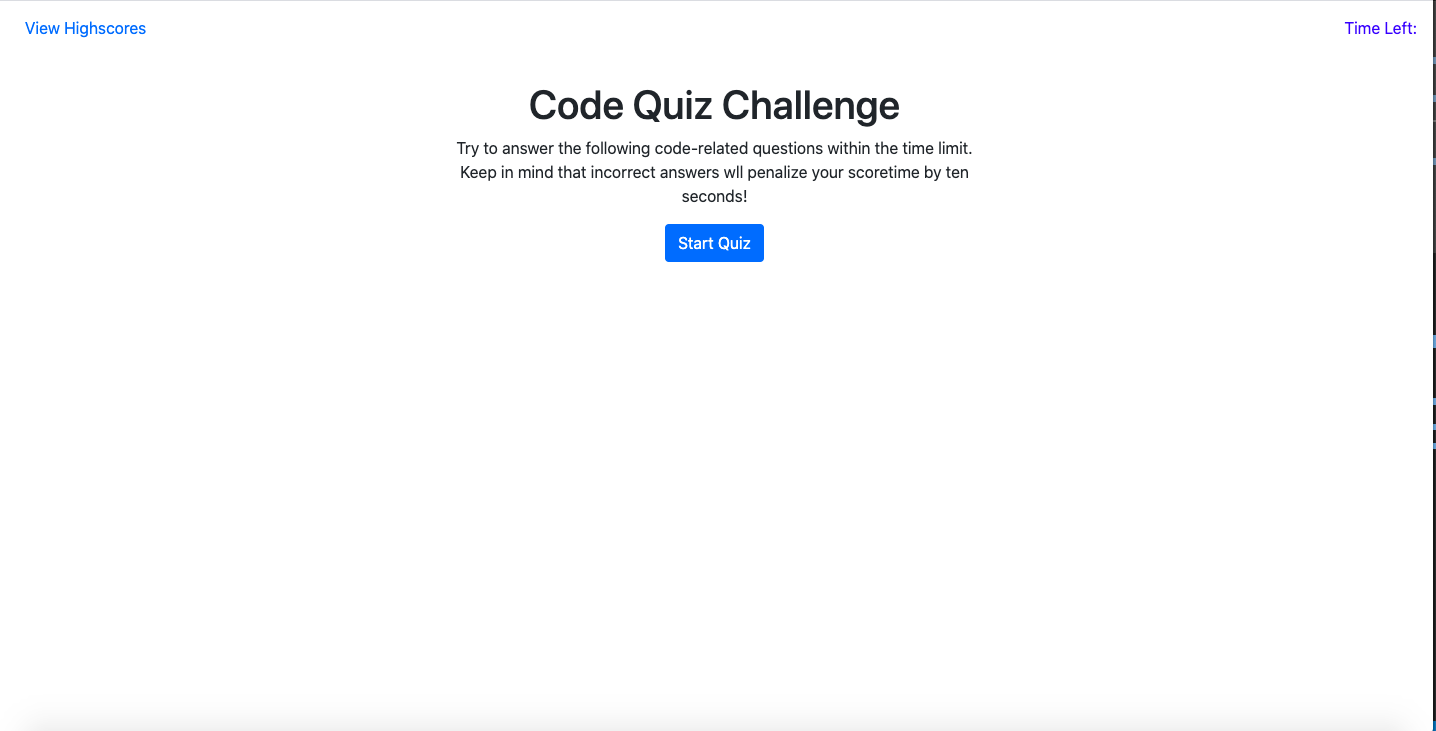 View Highscores
Time Left:
Code Quiz Challenge
Try to answer the following code-related questions within the time limit.
Keep in mind that incorrect answers wll penalize your scoretime by ten
seconds!
Start Quiz